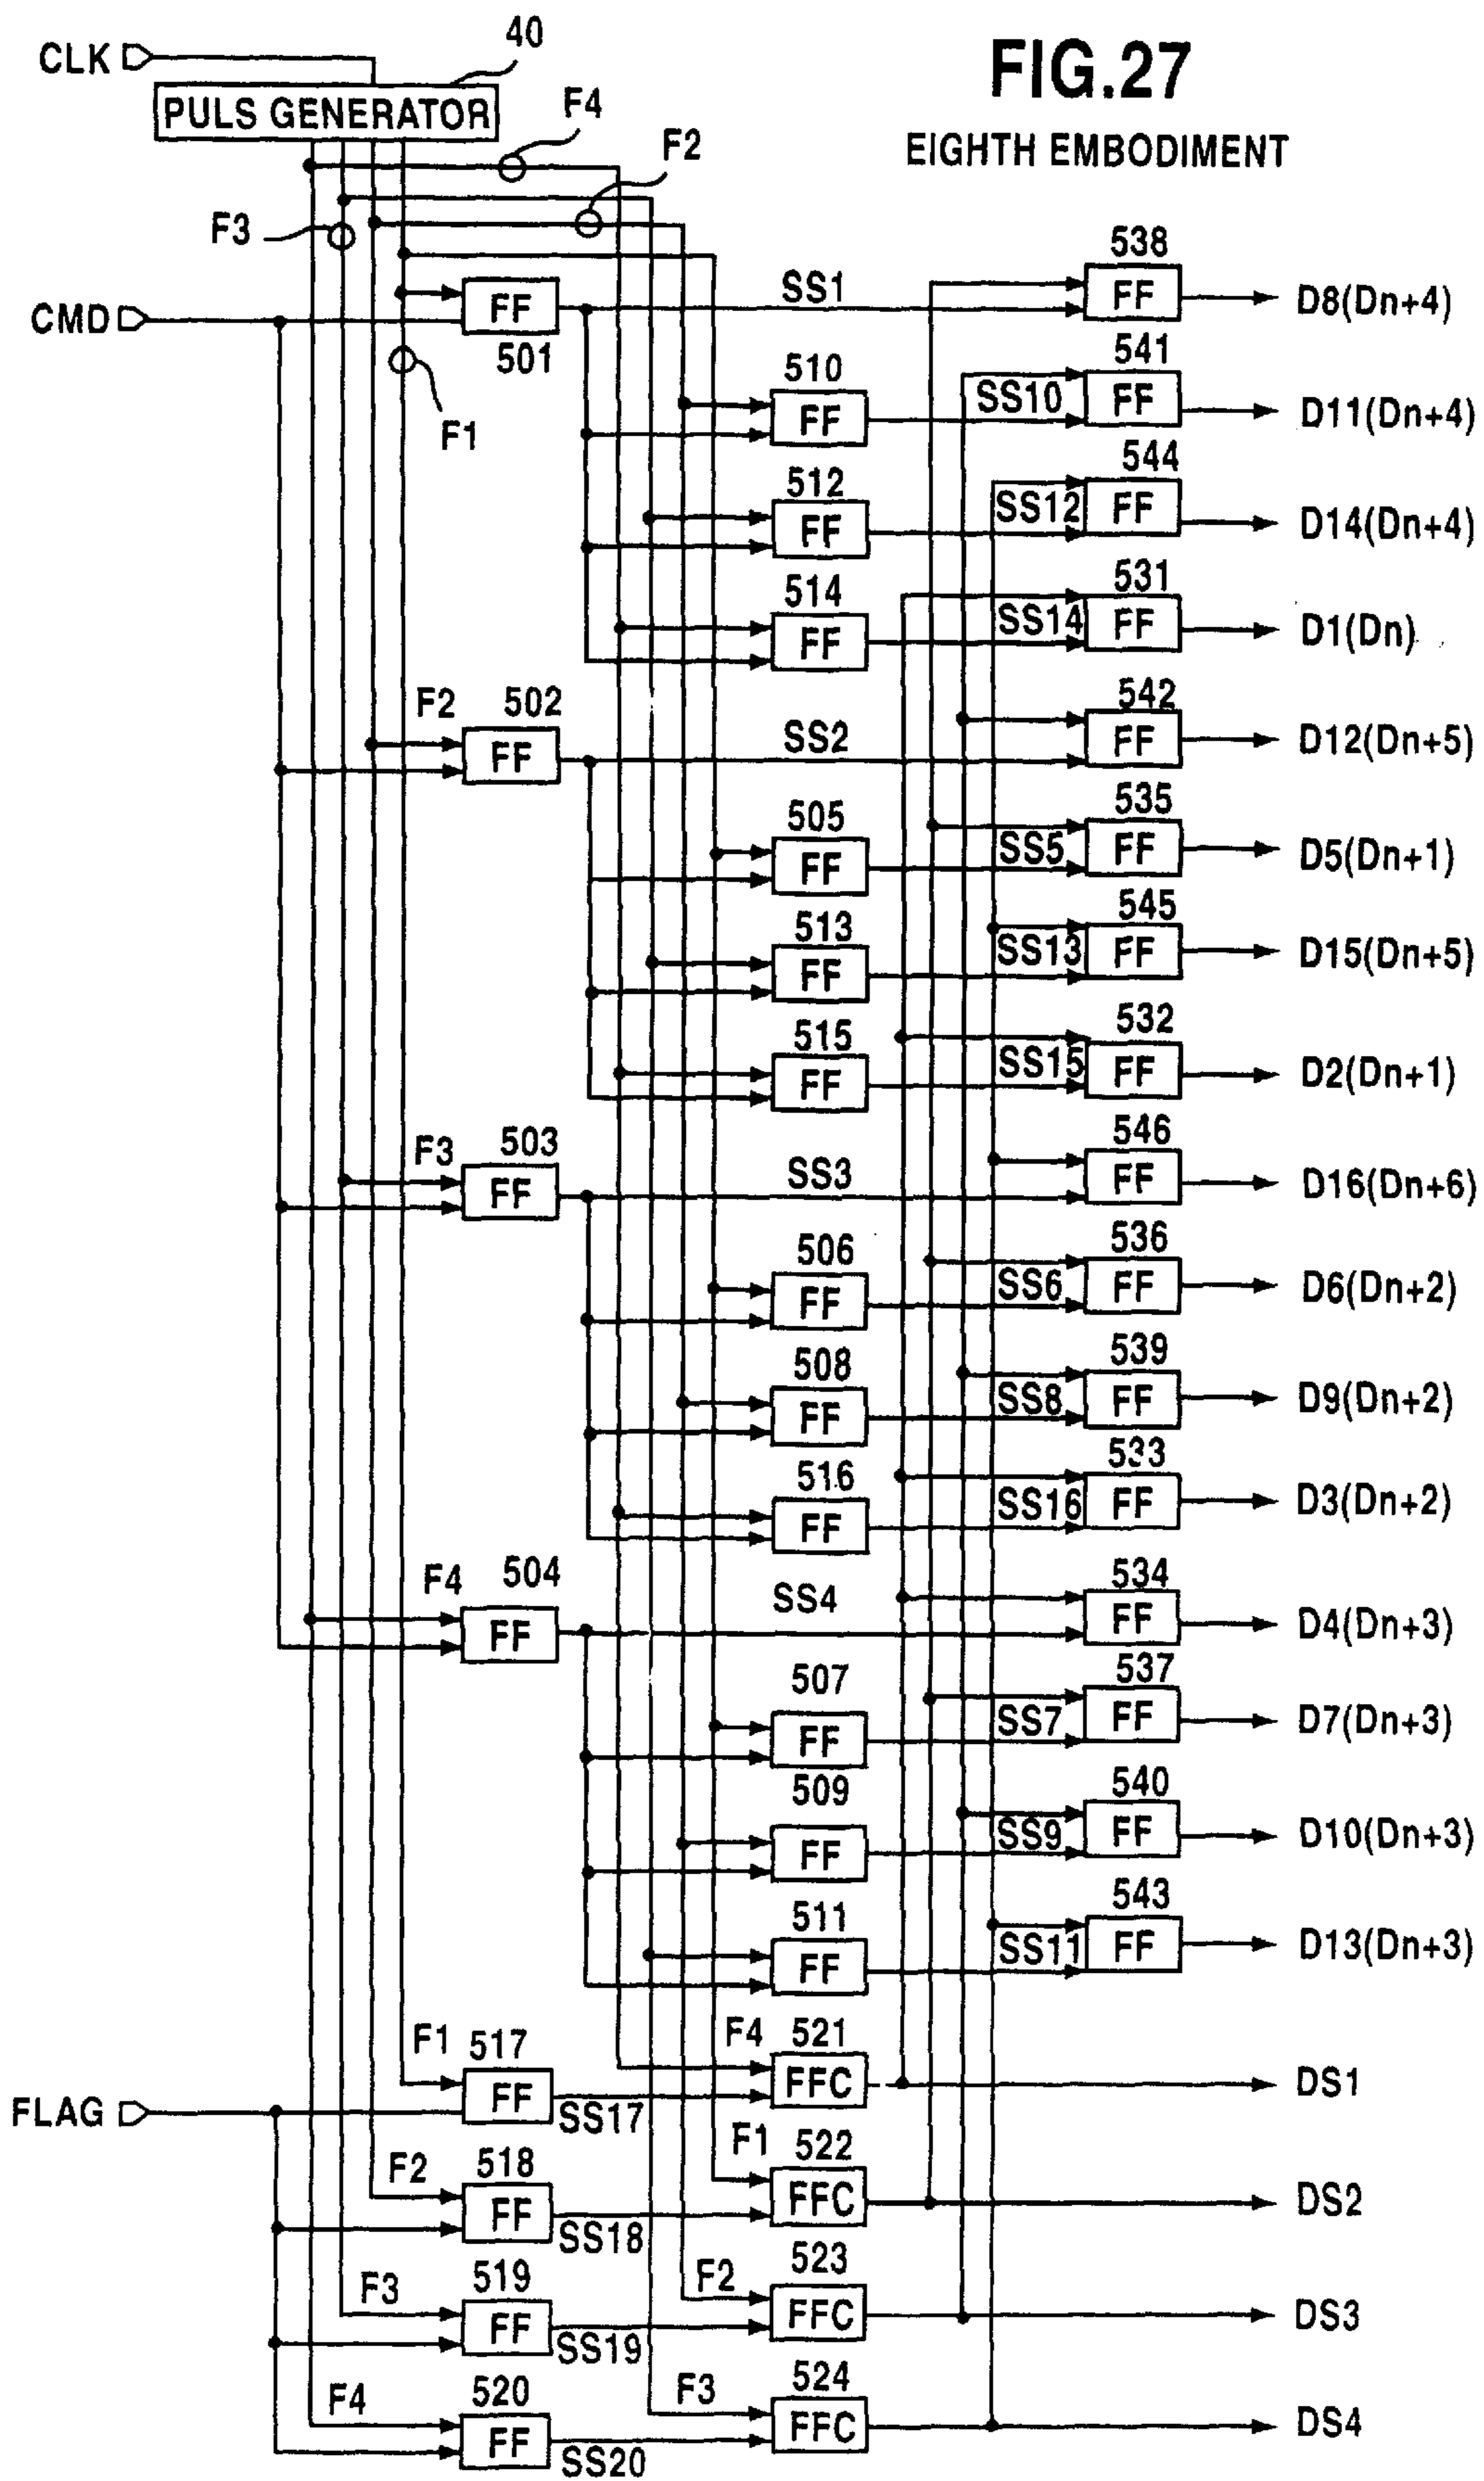 FIG.27
EIGHTH EMBODIMENT
CLK
40
PULS GENERATOR
F4
F2
F3
CMD
FF
501
F1
SS1
538
FF
D8(Dn+4)
510
FF
SS10
541
FF
D11(Dn+4)
512
FF
SS12
544
FF
D14(Dn+4)
514
FF
SS14
531
FF
D1(Dn)
F2
502
FF
SS2
542
FF
D12(Dn+5)
505
FF
SS5
535
FF
D5(Dn+1)
513
FF
SS13
545
FF
D15(Dn+5)
515
FF
SS15
532
FF
D2(Dn+1)
F3
503
FF
SS3
546
FF
D16(Dn+6)
506
FF
SS6
536
FF
D6(Dn+2)
508
FF
SS8
539
FF
D9(Dn+2)
516
FF
SS16
533
FF
D3(Dn+2)
F4
504
FF
SS4
534
FF
D4(Dn+3)
507
FF
SS7
537
FF
D7(Dn+3)
509
FF
SS9
540
FF
D10(Dn+3)
511
FF
SS11
543
FF
D13(Dn+3)
FLAG
F1
517
FF
SS17
F4
521
FFC
DS1
F2
518
FF
SS18
F1
522
FFC
DS2
F3
519
FF
SS19
F2
523
FFC
DS3
F4
520
FF
SS20
F3
524
FFC
DS4